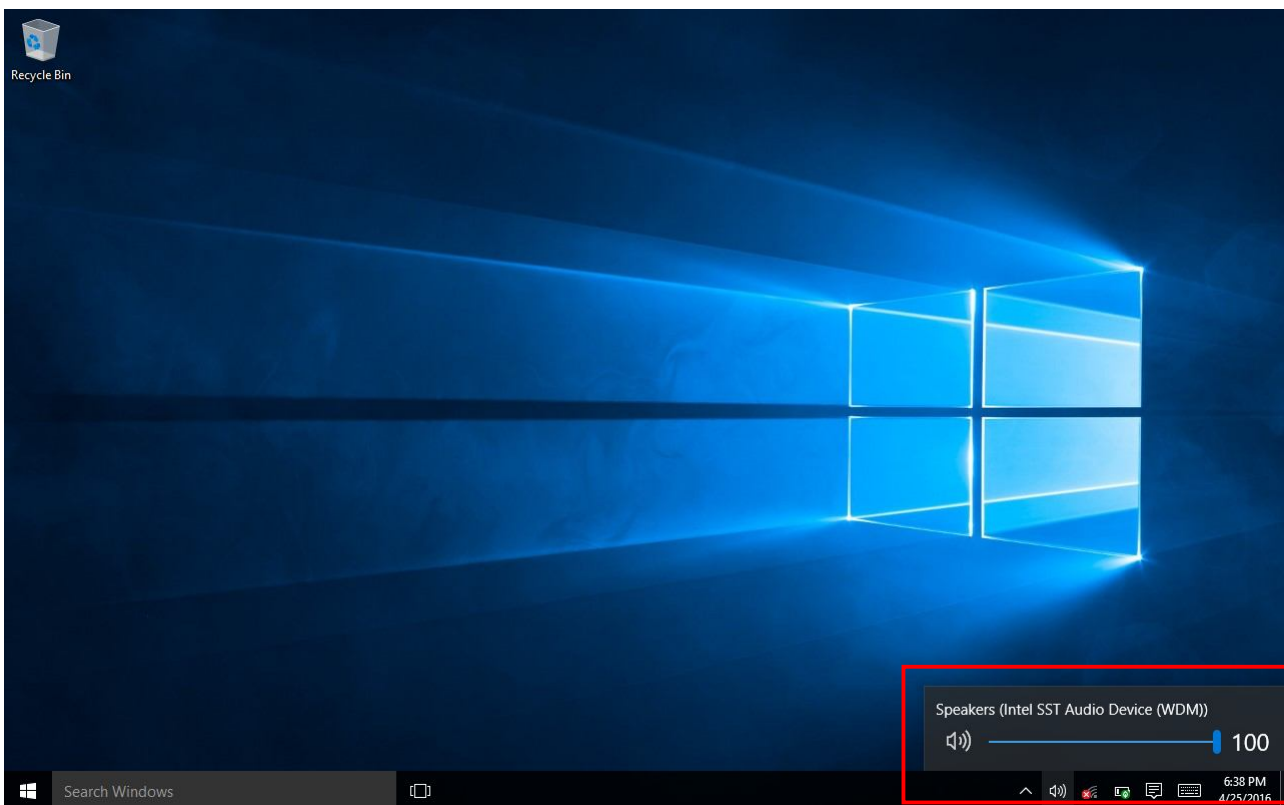 Recycle Bin
Speakers (Intel SST Audio Device (WDM))
100
Search Windows
6:38 PM
4/25/2016